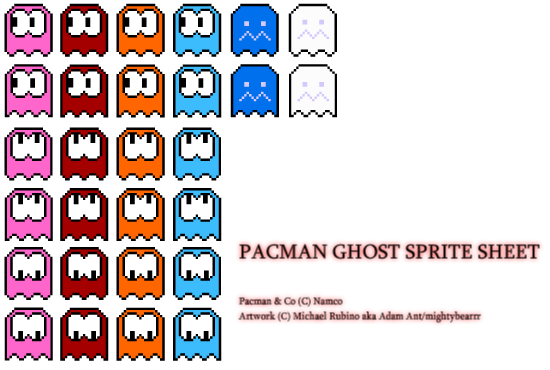 PACMAN GHOST SPRITE SHEET
Pacman & Co (C) Namco
Artwork (C) Michael Rubino aka Adam Ant/mightybearrr